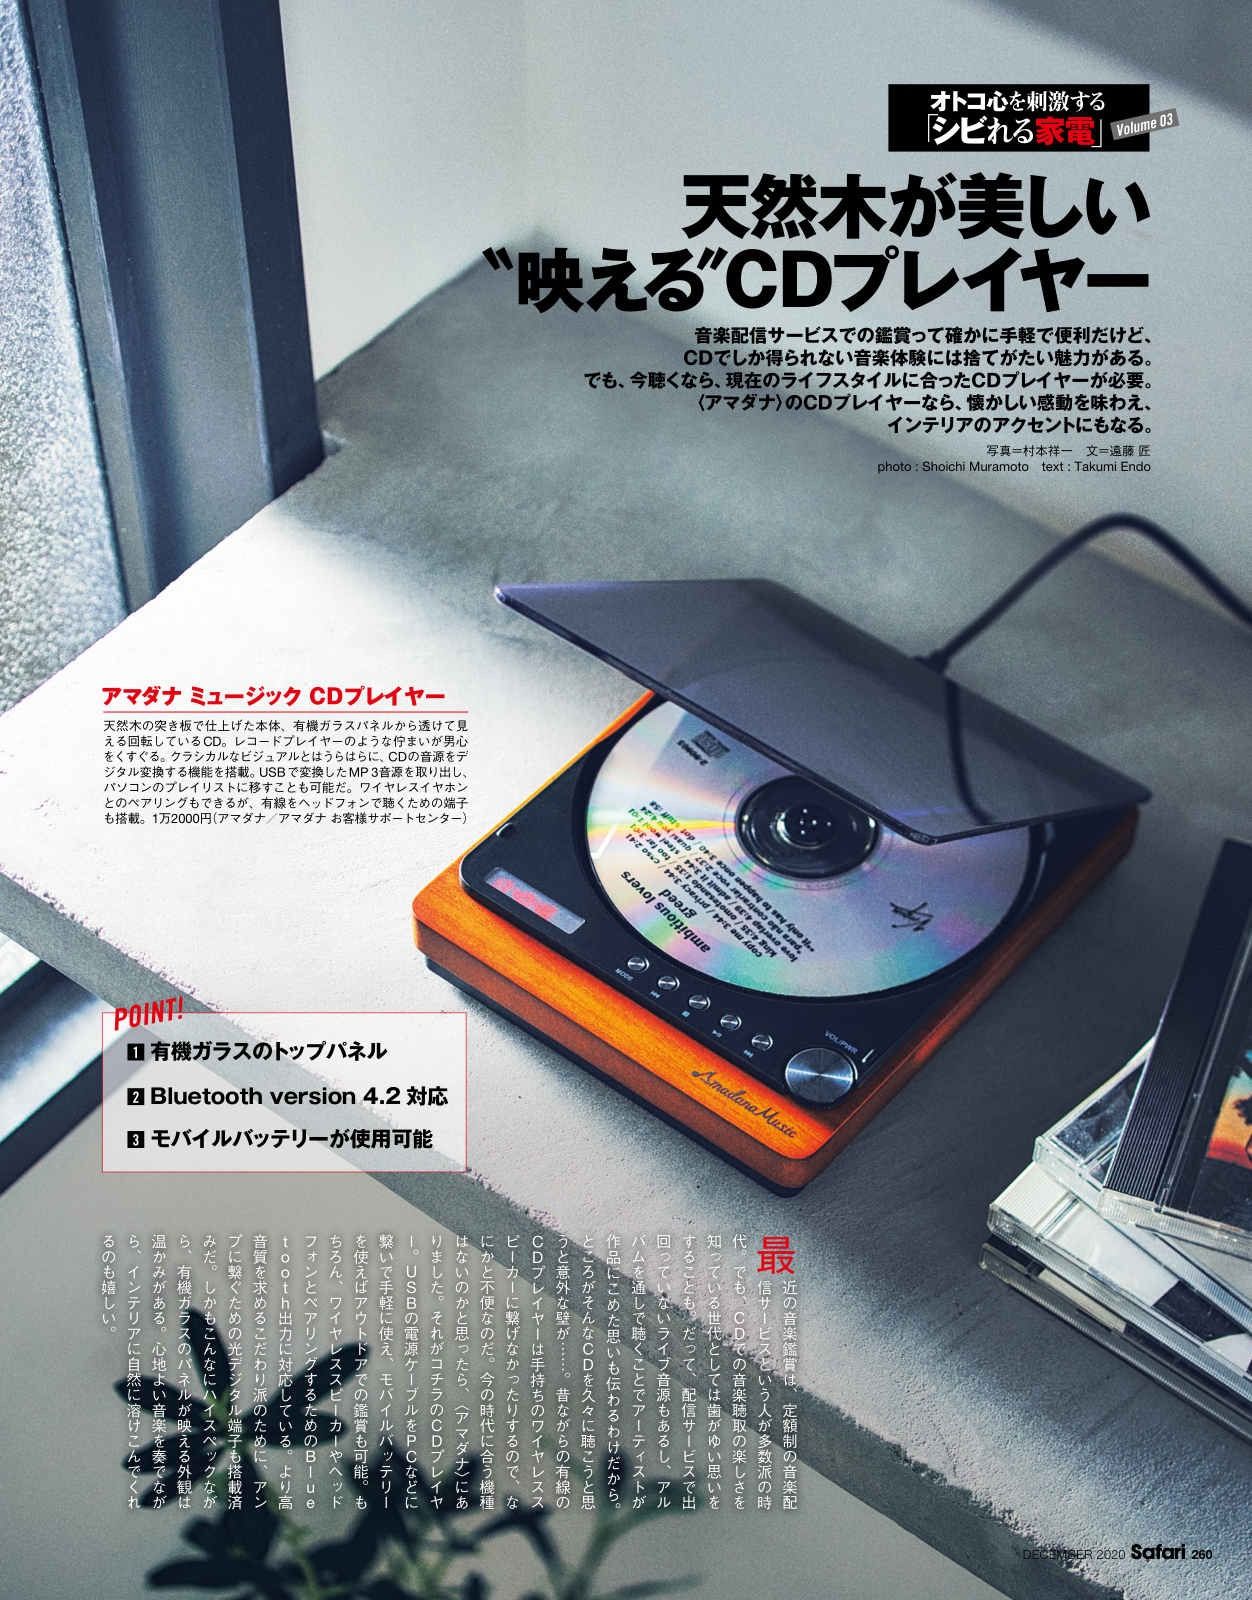 オトコ心を刺激する
「シビれる家電」
Volume 03
天然木が美しい
“映える”CDプレイヤー
音楽配信サービスでの鑑賞って確かに手軽で便利だけど、
CDでしか得られない音楽体験には捨てがたい魅力がある。
でも、今聴くなら、現在のライフスタイルに合ったCDプレイヤーが必要。
〈アマダナ〉のCDプレイヤーなら、懐かしい感動を味わえ、
インテリアのアクセントにもなる。
写真＝村本祥一　文＝遠藤 匠
photo : Shoichi Muramoto　text : Takumi Endo
アマダナ ミュージック CDプレイヤー
天然木の突き板で仕上げた本体、有機ガラスパネルから透けて見
える回転しているCD。レコードプレイヤーのような佇まいが男心
をくすぐる。クラシカルなビジュアルとはうらはらに、CDの音源をデ
ジタル変換する機能を搭載。USBで変換したMP3音源を取り出し、
パソコンのプレイリストに移すことも可能だ。ワイヤレスイヤホン
とのペアリングもできるが、有線をヘッドフォンで聴くための端子
も搭載。1万2000円（アマダナ／アマダナ お客様サポートセンター）
ambitious lovers
greed
copy me 3:44 / privacy 3:44 /
VOL/PWR
AmadanaMusic
POINT!
1 有機ガラスのトップパネル
2 Bluetooth version 4.2 対応
3 モバイルバッテリーが使用可能
最近の音楽鑑賞は、定額制の音楽配
信サービスという人が多数派の時
代。でも、CDでの音楽聴取の楽しさを
知っている世代としては歯がゆい思いを
することも。だって、配信サービスで出
回っていないライブ音源もあるし、アル
バムを通しで聴くことでアーティストが
作品にこめた思いも伝わるわけだから。
ところがそんなCDを久々に聴こうと思
うと意外な壁が……。昔ながらの有線の
CDプレイヤーは手持ちのワイヤレスス
ピーカーに繋げなかったりするので、な
にかと不便なのだ。今の時代に合う機種
はないのかと思ったら、〈アマダナ〉にあ
りました。それがコチラのCDプレイヤ
ー。USBの電源ケーブルをPCなどに
繋いで手軽に使え、モバイルバッテリー
を使えばアウトドアでの鑑賞も可能。も
ちろん、ワイヤレススピーカーやヘッド
フォンとペアリングするためのBlue
tooth出力に対応している。より高
音質を求めるこだわり派のために、アン
プに繋ぐための光デジタル端子も搭載済
みだ。しかもこんなにハイスペックなが
ら、有機ガラスのパネルが映える外観は
温かみがある。心地よい音楽を奏でなが
ら、インテリアに自然に溶けこんでくれ
るのも嬉しい。
DECEMBER 2020 Safari 260